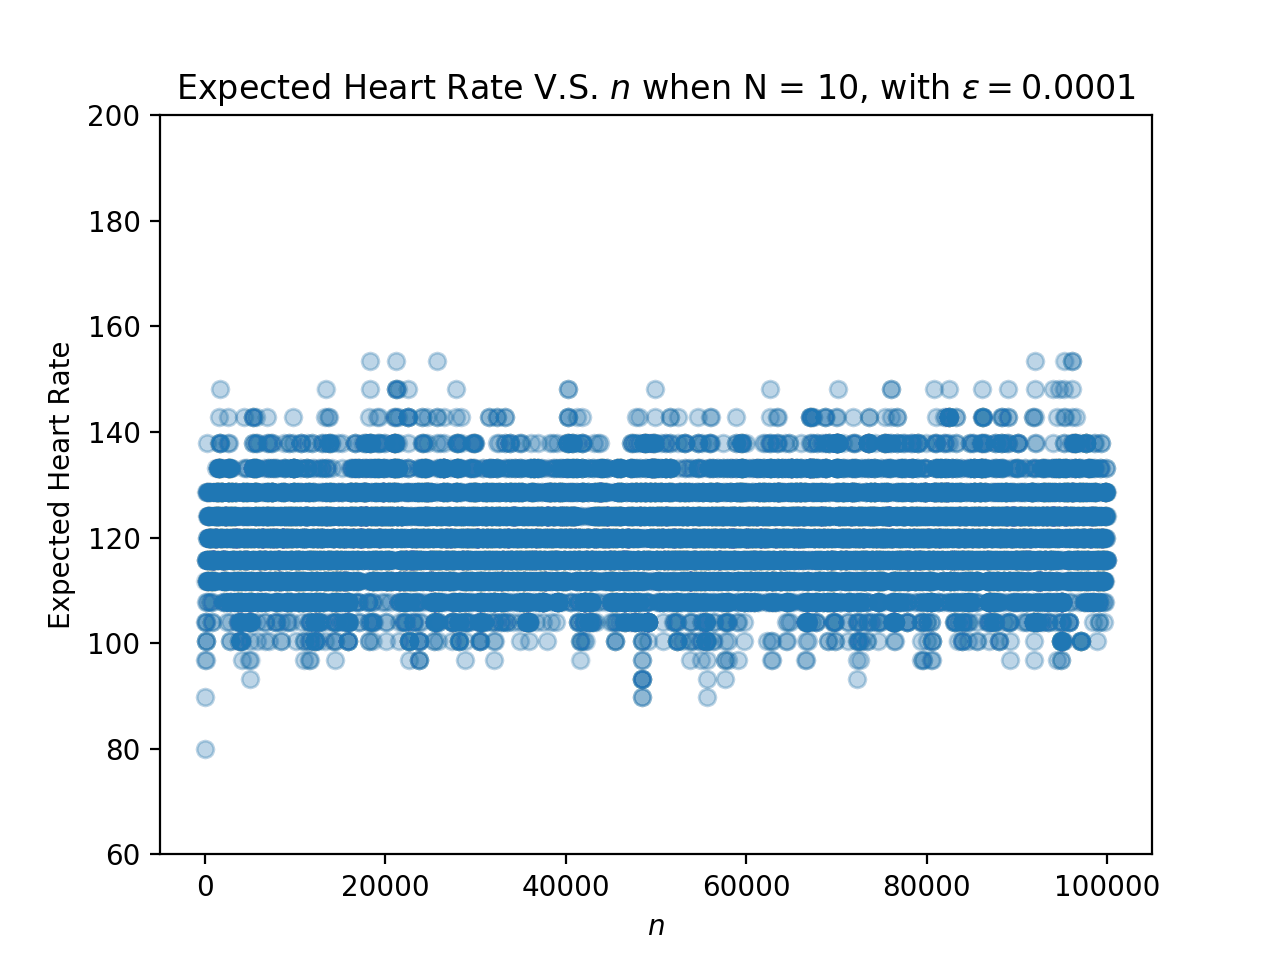 Expected Heart Rate V.S. n when N = 10, with ε = 0.0001
200
180
160
140
120
100
80
60
Expected Heart Rate
0 20000 40000 60000 80000 100000
n